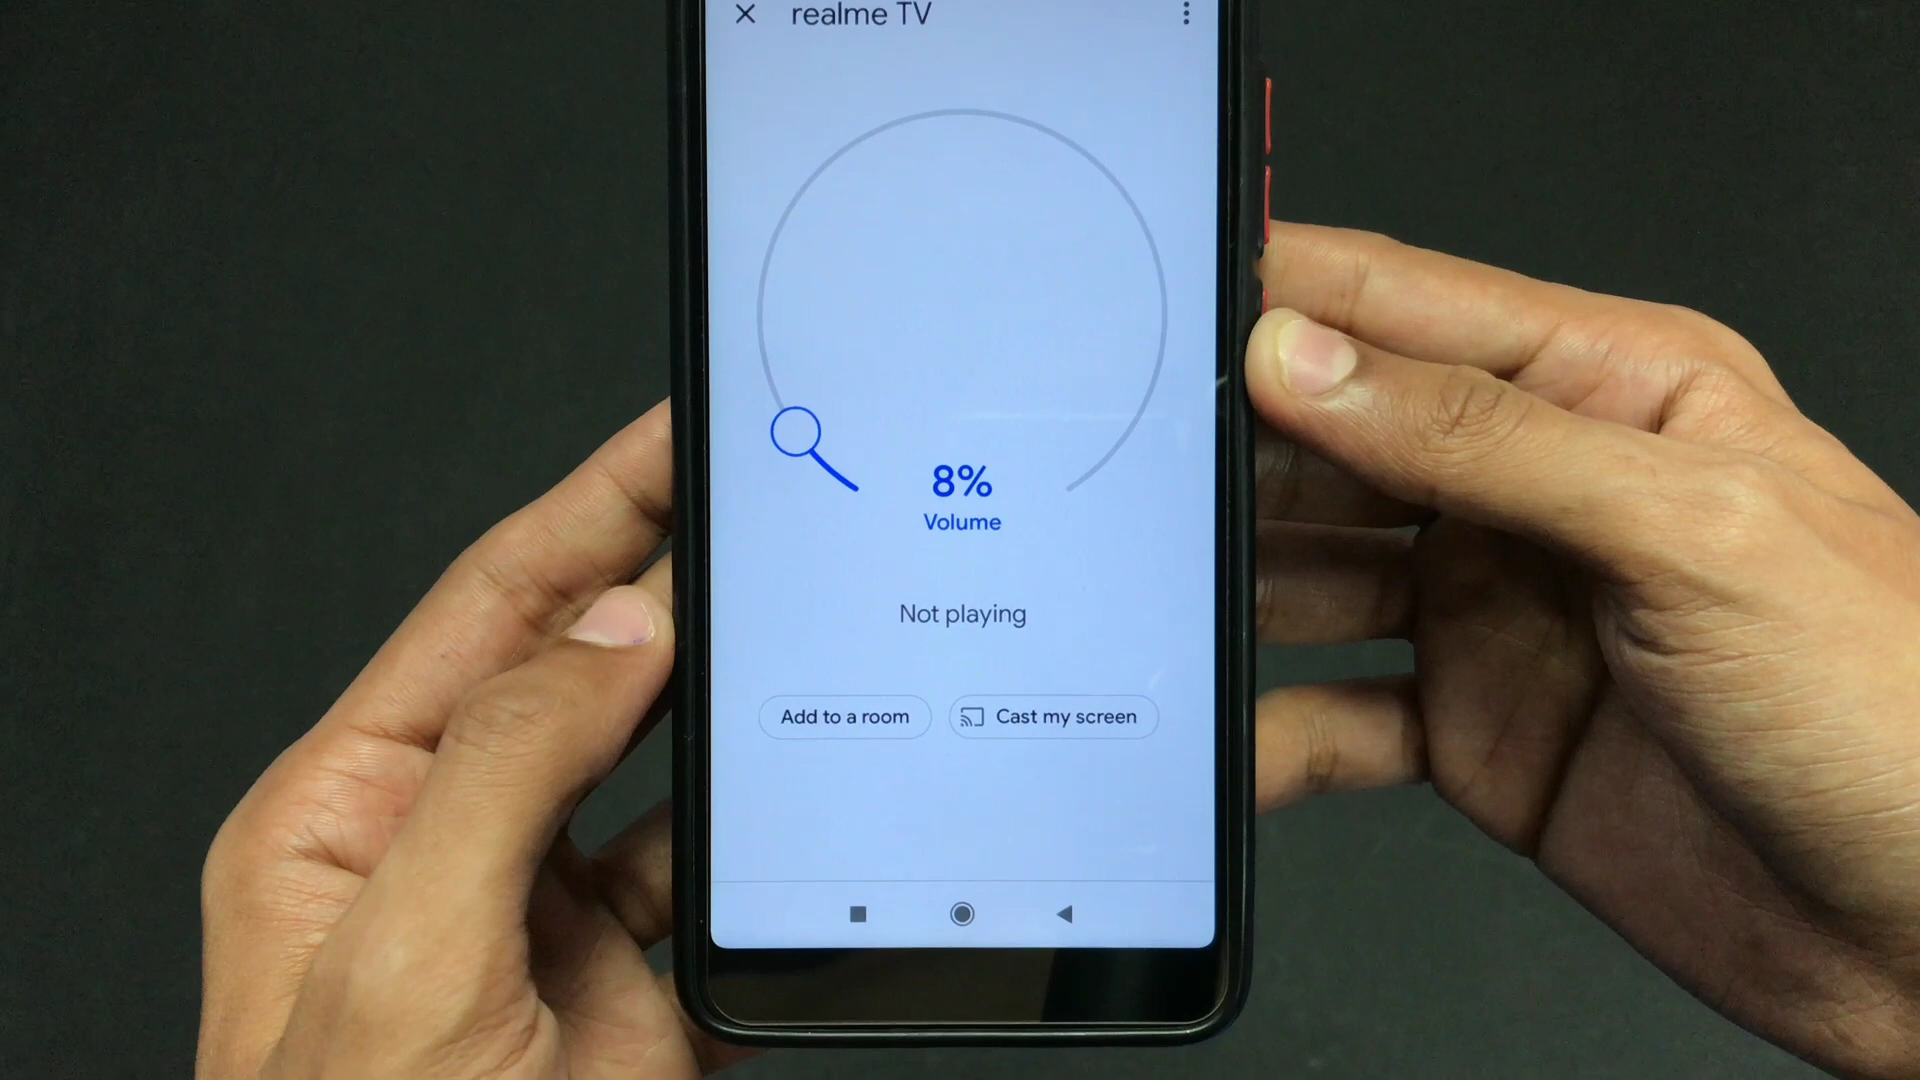 realme TV
8%
Volume
Not playing
Add to a room
Cast my screen